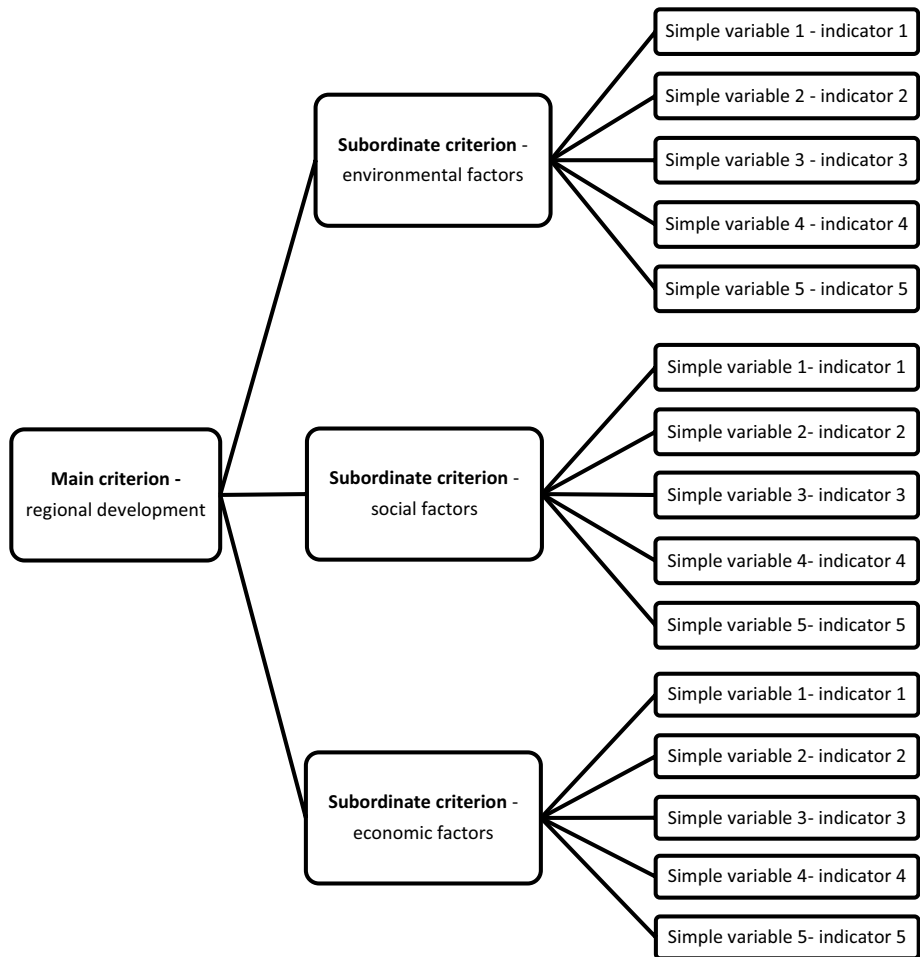 Simple variable 1 - indicator 1
Simple variable 2 - indicator 2
Subordinate criterion -
environmental factors
Simple variable 3 - indicator 3
Simple variable 4 - indicator 4
Simple variable 5 - indicator 5
Simple variable 1- indicator 1
Simple variable 2- indicator 2
Main criterion -
regional development
Subordinate criterion -
social factors
Simple variable 3- indicator 3
Simple variable 4- indicator 4
Simple variable 5- indicator 5
Simple variable 1- indicator 1
Simple variable 2- indicator 2
Subordinate criterion -
economic factors
Simple variable 3- indicator 3
Simple variable 4- indicator 4
Simple variable 5- indicator 5